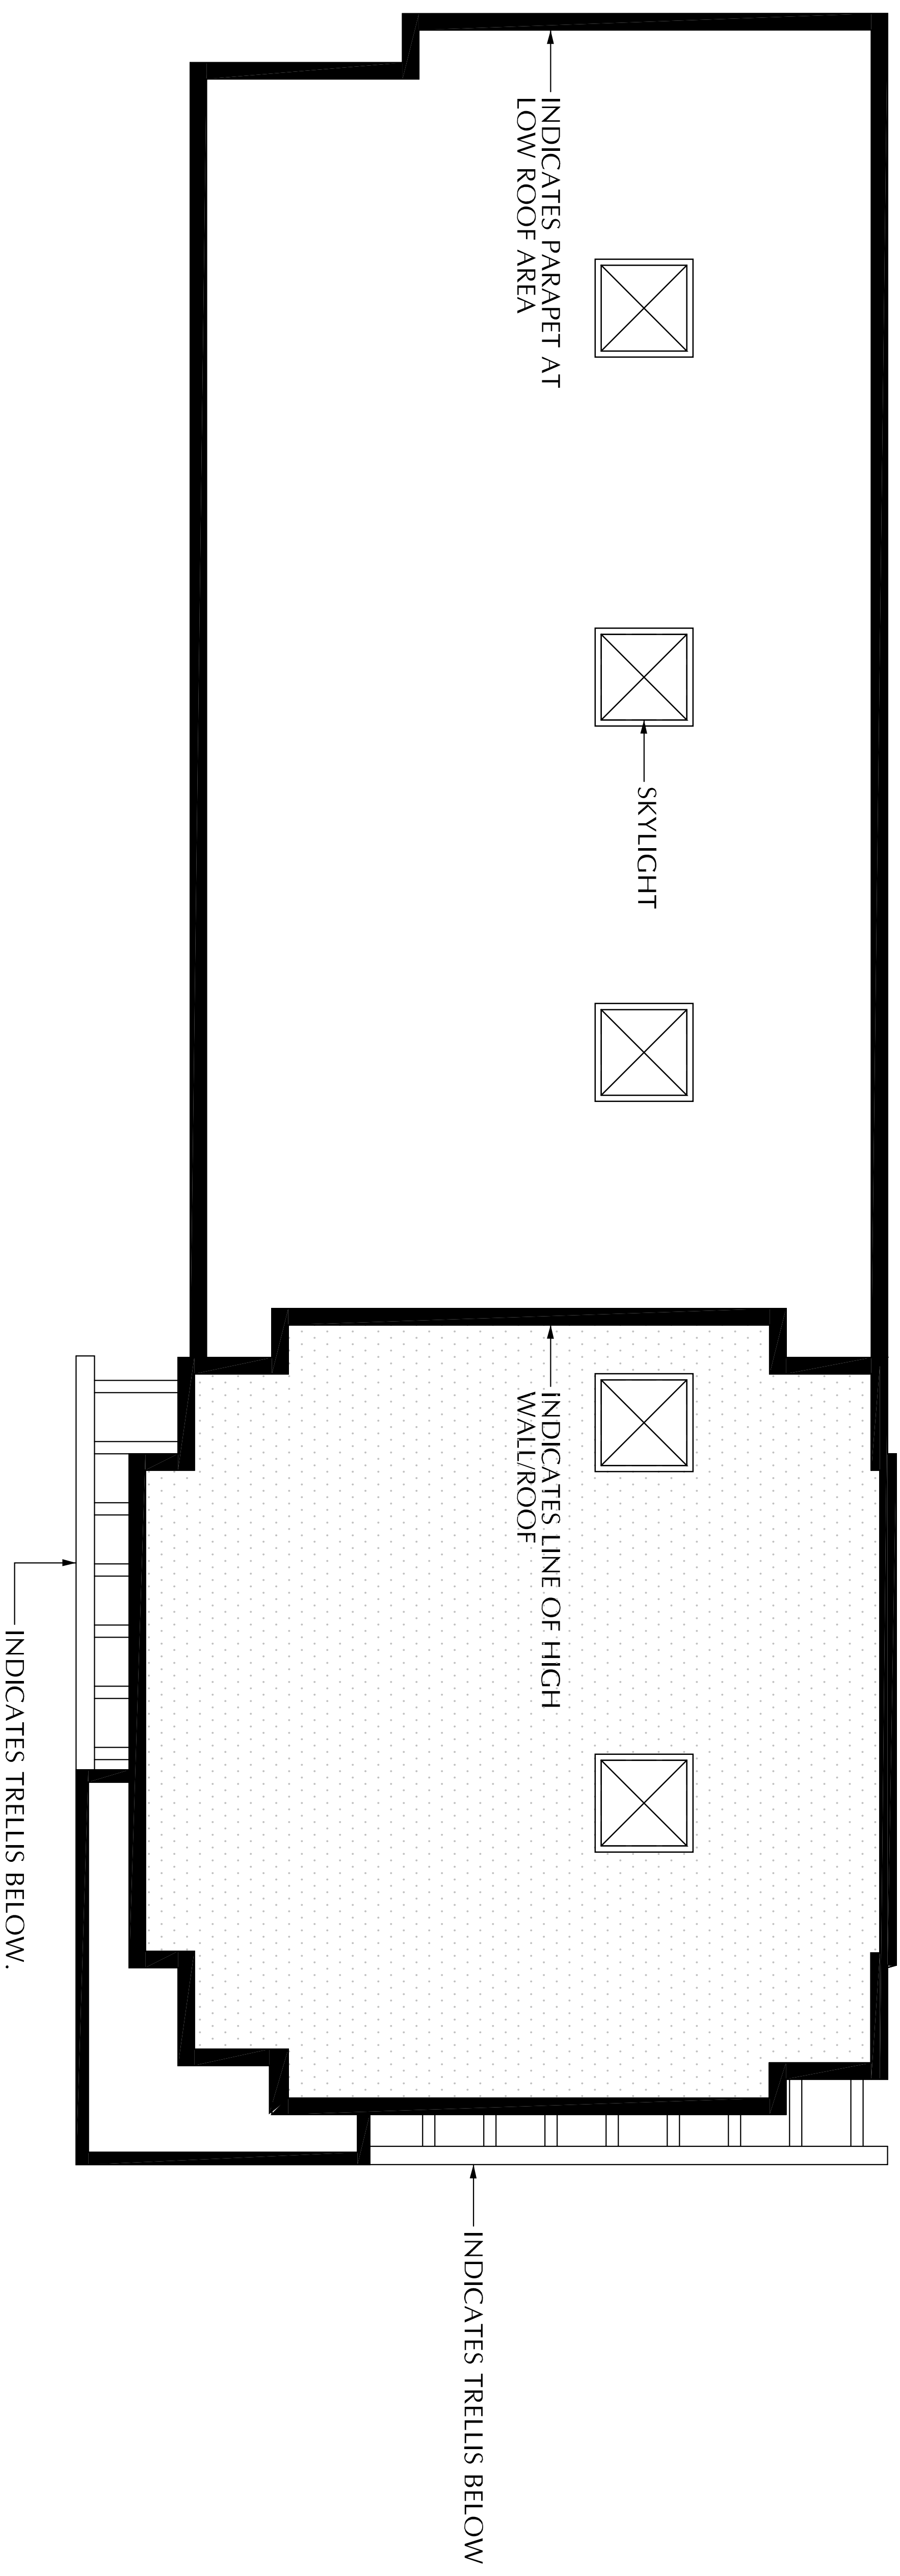 INDICATES PARAPET AT
LOW ROOF AREA
SKYLIGHT
INDICATES LINE OF HIGH
WALL/ROOF
INDICATES TRELLIS BELOW.
INDICATES TRELLIS BELOW